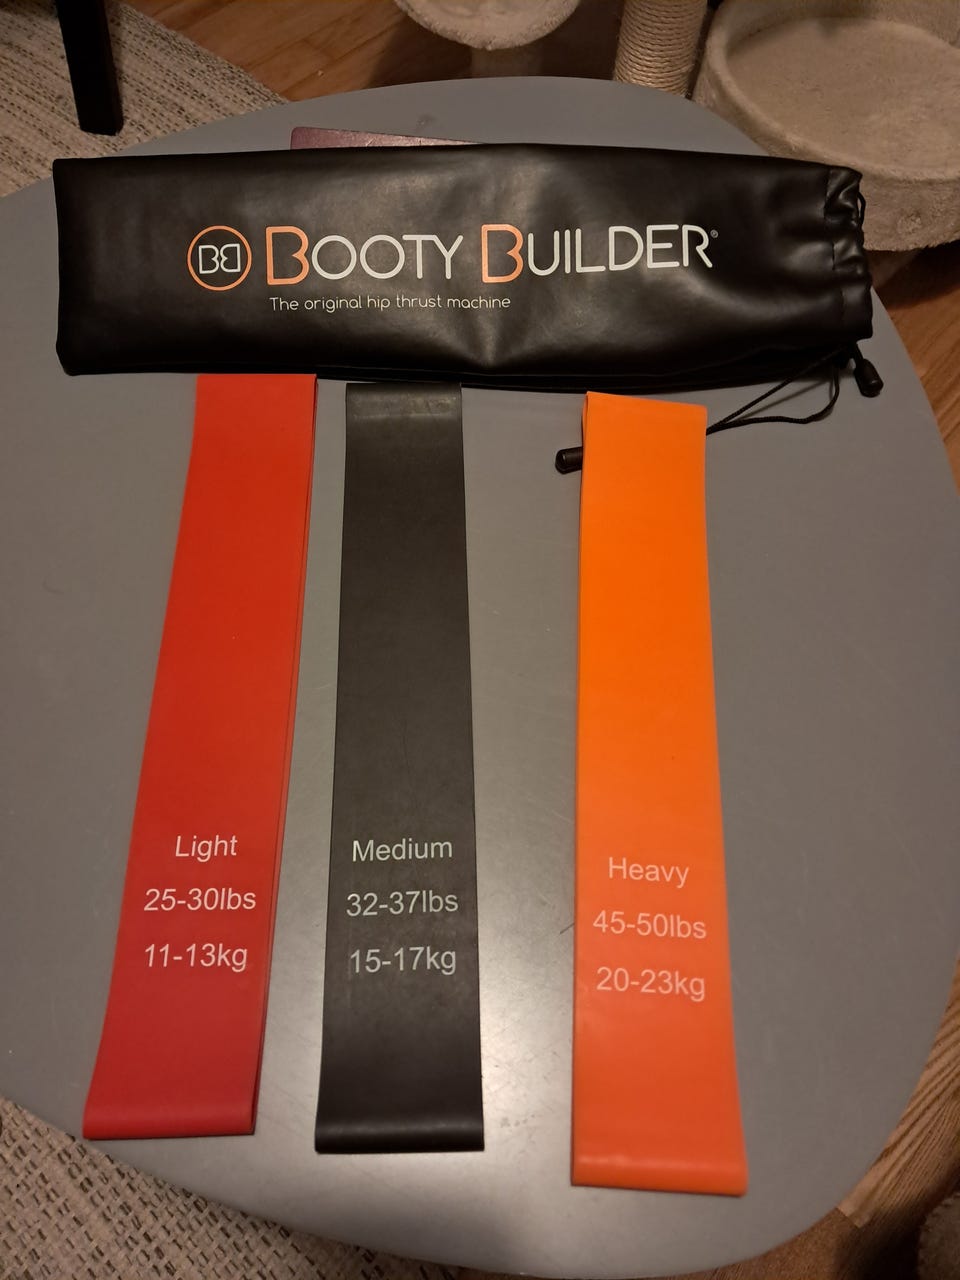 BB BOOTY BUILDER®
The original hip thrust machine
Light
25-30lbs
11-13kg
Medium
32-37lbs
15-17kg
Heavy
45-50lbs
20-23kg